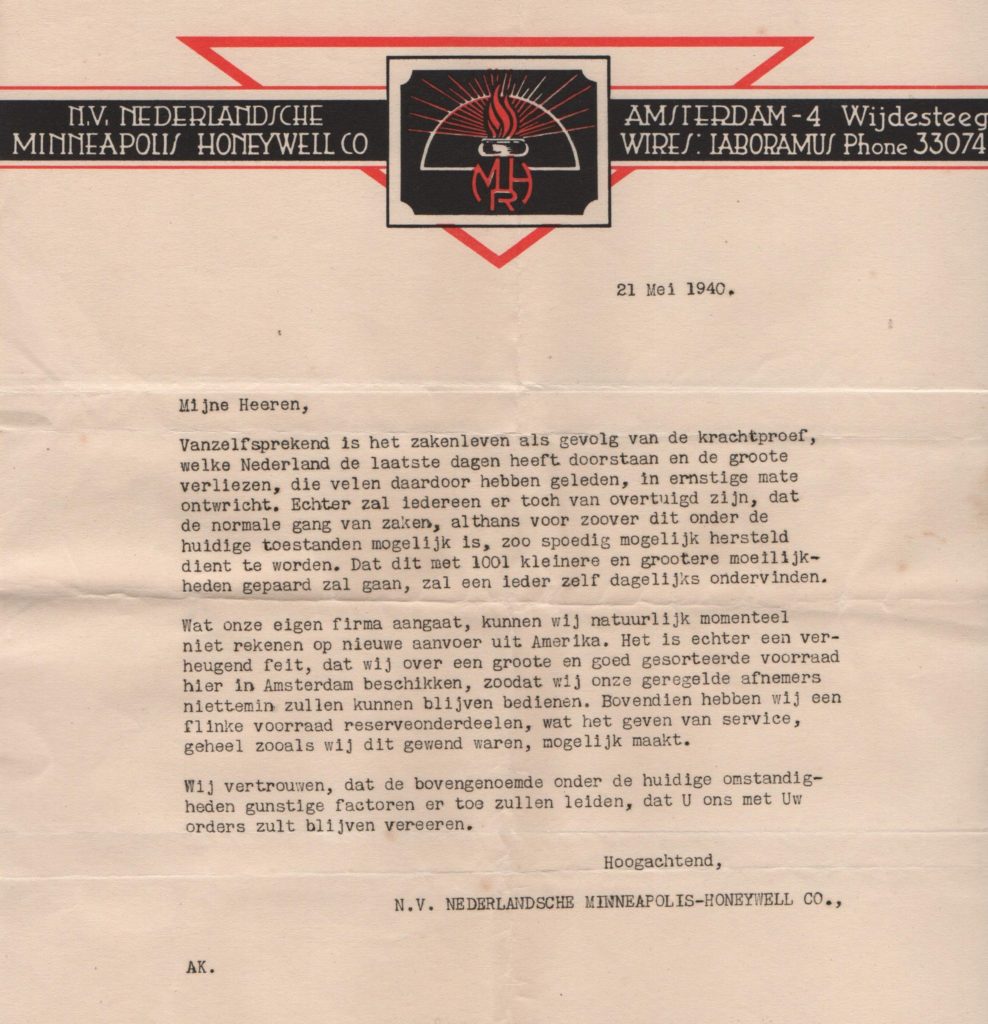 N.V. NEDERLANDSCHE
MINNEAPOLIS HONEYWELL CO
MHR
AMSTERDAM-4 Wijdesteeg
WIRES: LABORAMUS Phone 33074
21 Mei 1940.
Mijne Heeren,
Vanzelfsprekend is het zakenleven als gevolg van de krachtproef,
welke Nederland de laatste dagen heeft doorstaan en de groote
verliezen, die velen daardoor hebben geleden, in ernstige mate
ontwricht. Echter zal iedereen er toch van overtuigd zijn, dat
de normale gang van zaken, althans voor zoover dit onder de
huidige toestanden mogelijk is, zoo spoedig mogelijk hersteld
dient te worden. Dat dit met 1001 kleinere en grootere moeilijk-
heden gepaard zal gaan, zal een ieder zelf dagelijks ondervinden.
Wat onze eigen firma aangaat, kunnen wij natuurlijk momenteel
niet rekenen op nieuwe aanvoer uit Amerika. Het is echter een ver-
heugend feit, dat wij over een groote en goed gesorteerde voorraad
hier in Amsterdam beschikken, zoodat wij onze geregelde afnemers
niettemin zullen kunnen blijven bedienen. Bovendien hebben wij een
flinke voorraad reserveonderdeelen, wat het geven van service,
geheel zooals wij dit gewend waren, mogelijk maakt.
Wij vertrouwen, dat de bovengenoemde onder de huidige omstandig-
heden gunstige factoren er toe zullen leiden, dat U ons met Uw
orders zult blijven vereeren.
Hoogachtend,
N.V. NEDERLANDSCHE MINNEAPOLIS-HONEYWELL CO.,
AK.